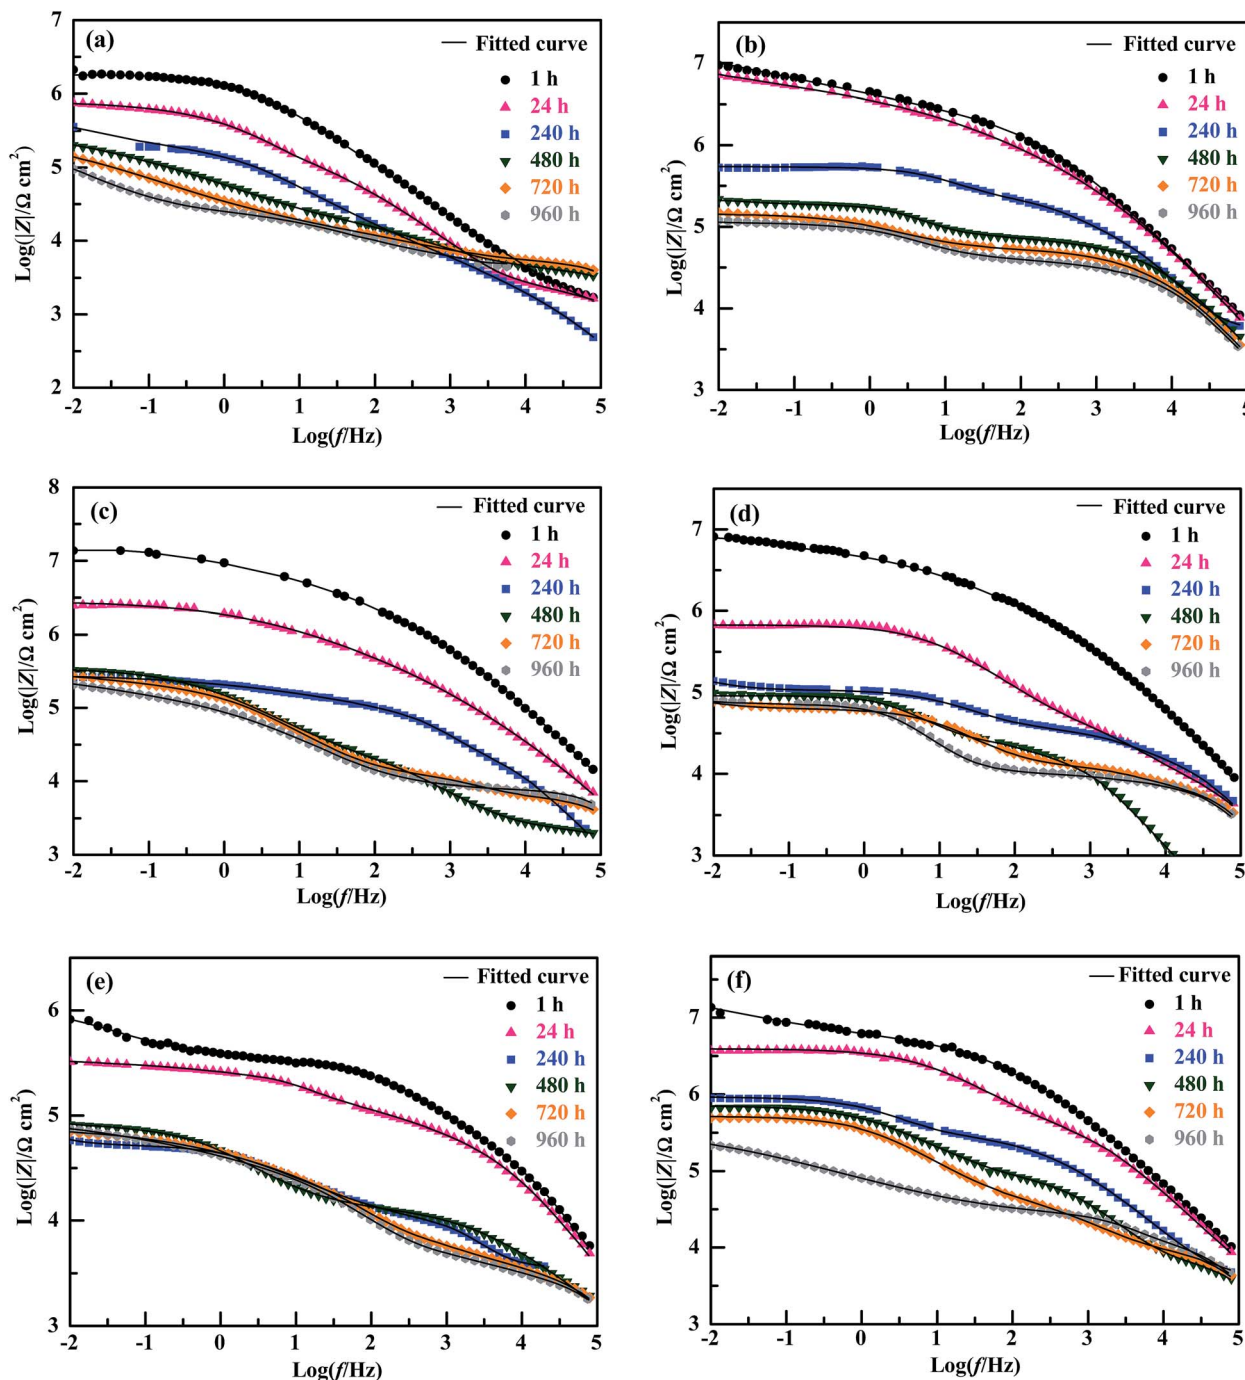 (a)
Fitted curve
1 h
24 h
240 h
480 h
720 h
960 h
7
6
5
4
3
2
Log(|Z|/Ω cm²)
-2 -1 0 1 2 3 4 5
Log(f/Hz)
(b)
Fitted curve
1 h
24 h
240 h
480 h
720 h
960 h
7
6
5
4
3
Log(|Z|/Ω cm²)
-2 -1 0 1 2 3 4 5
Log(f/Hz)
(c)
Fitted curve
1 h
24 h
240 h
480 h
720 h
960 h
8
7
6
5
4
3
Log(|Z|/Ω cm²)
-2 -1 0 1 2 3 4 5
Log(f/Hz)
(d)
Fitted curve
1 h
24 h
240 h
480 h
720 h
960 h
7
6
5
4
3
Log(|Z|/Ω cm²)
-2 -1 0 1 2 3 4 5
Log(f/Hz)
(e)
Fitted curve
1 h
24 h
240 h
480 h
720 h
960 h
6
5
4
3
Log(|Z|/Ω cm²)
-2 -1 0 1 2 3 4 5
Log(f/Hz)
(f)
Fitted curve
1 h
24 h
240 h
480 h
720 h
960 h
7
6
5
4
3
Log(|Z|/Ω cm²)
-2 -1 0 1 2 3 4 5
Log(f/Hz)